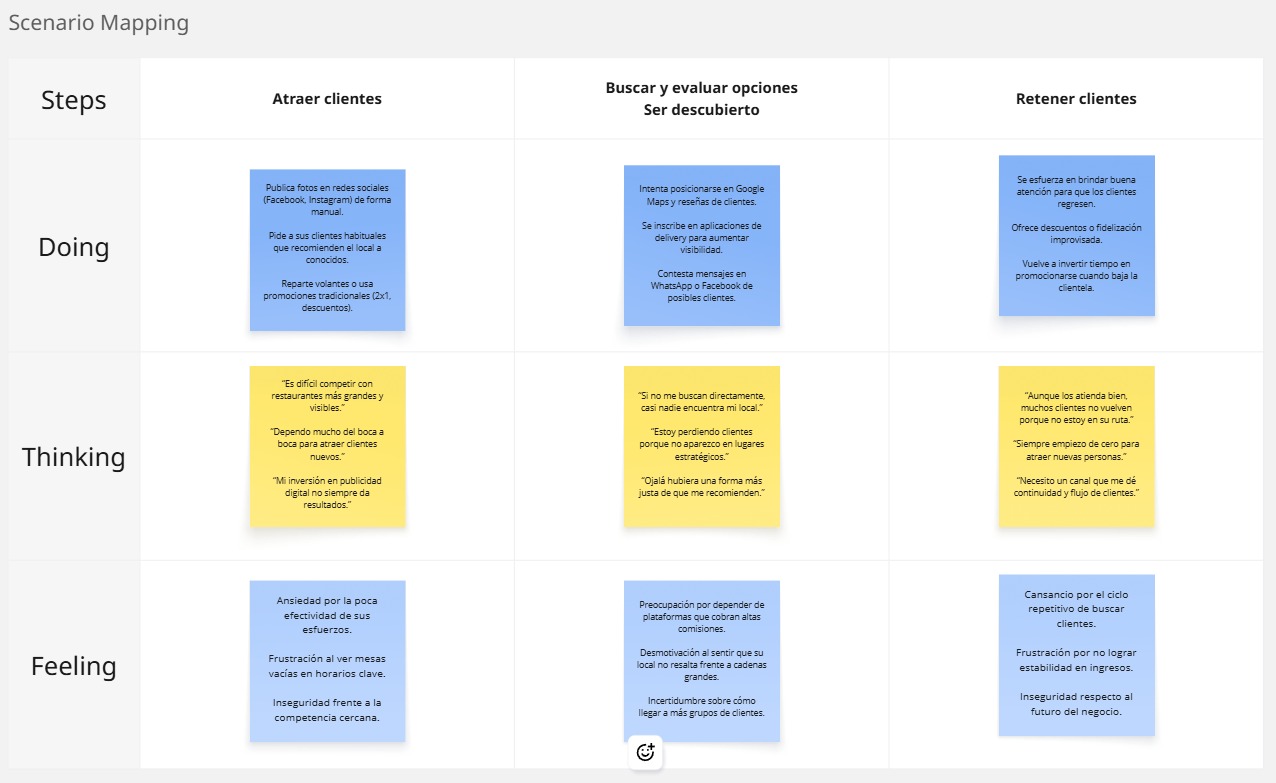 Scenario Mapping
Steps
Atraer clientes
Buscar y evaluar opciones
Ser descubierto
Retener clientes
Doing
Publica fotos en redes sociales
(Facebook, Instagram) de forma
manual.
Pide a sus clientes habituales
que recomienden el local a
conocidos.
Reparte volantes o usa
promociones tradicionales (2x1,
descuentos).
Intenta posicionarse en Google
Maps y reseñas de clientes.
Se inscribe en aplicaciones de
delivery para aumentar
visibilidad.
Contesta mensajes en
WhatsApp o Facebook de
posibles clientes.
Se esfuerza en brindar buena
atención para que los clientes
regresen.
Ofrece descuentos o fidelización
improvisada.
Vuelve a invertir tiempo en
promocionarse cuando baja la
clientela.
Thinking
“Es difícil competir con
restaurantes más grandes y
visibles.”
“Dependo mucho del boca a
boca para atraer clientes
nuevos.”
“Mi inversión en publicidad
digital no siempre da
resultados.”
“Si no me buscan directamente,
casi nadie encuentra mi local.”
“Estoy perdiendo clientes
porque no aparezco en lugares
estratégicos.”
“Ojalá hubiera una forma más
justa de que me recomienden.”
“Aunque los atienda bien,
muchos clientes no vuelven
porque no estoy en su ruta.”
“Siempre empiezo de cero para
atraer nuevas personas.”
“Necesito un canal que me dé
continuidad y flujo de clientes.”
Feeling
Ansiedad por la poca
efectividad de sus
esfuerzos.
Frustración al ver mesas
vacías en horarios clave.
Inseguridad frente a la
competencia cercana.
Preocupación por depender de
plataformas que cobran altas
comisiones.
Desmotivación al sentir que su
local no resalta frente a cadenas
grandes.
Incertidumbre sobre cómo
llegar a más grupos de clientes.
Cansancio por el ciclo
repetitivo de buscar
clientes.
Frustración por no lograr
estabilidad en ingresos.
Inseguridad respecto al
futuro del negocio.